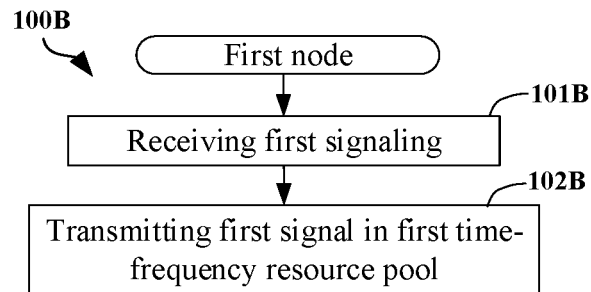 100B
First node
101B
Receiving first signaling
102B
Transmitting first signal in first time-
frequency resource pool